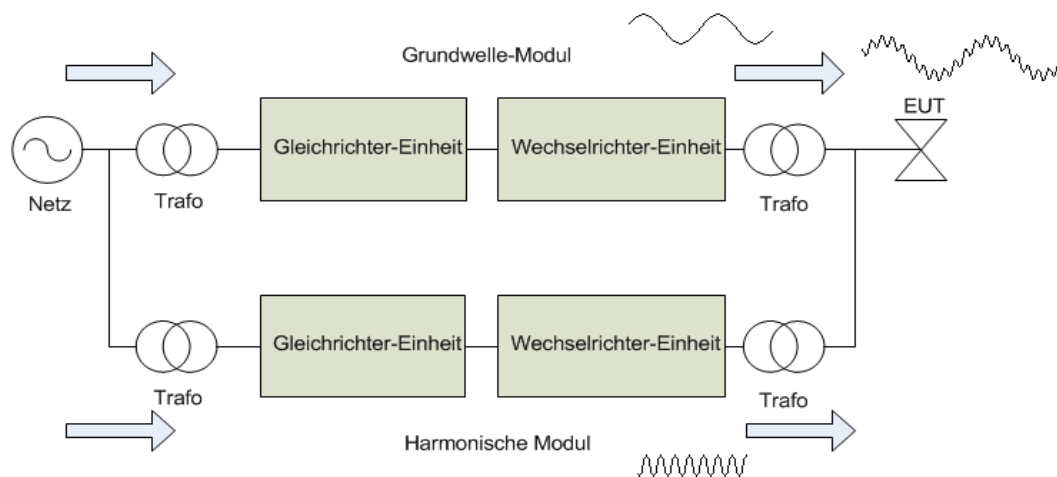 Grundwelle-Modul
EUT
Gleichrichter-Einheit
Wechselrichter-Einheit
Netz
Trafo
Trafo
Gleichrichter-Einheit
Wechselrichter-Einheit
Trafo
Trafo
Harmonische Modul